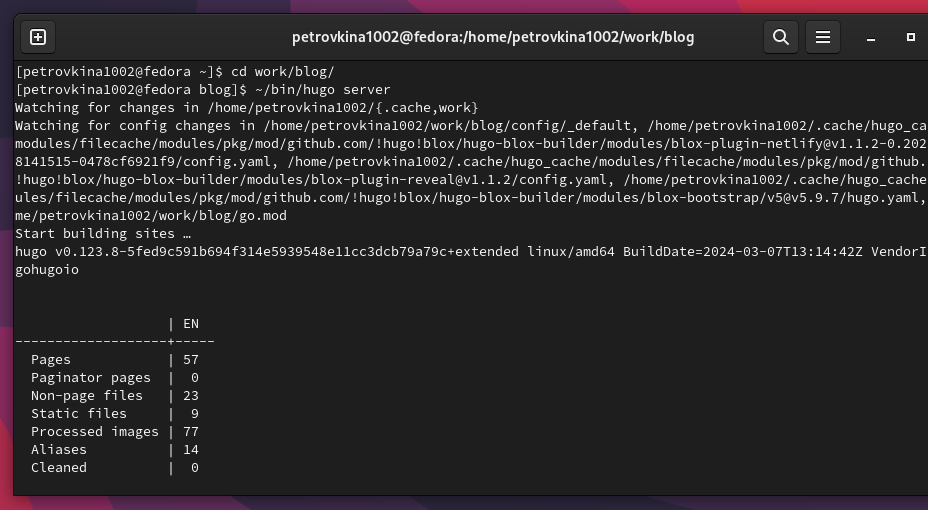 petrovkina1002@fedora:/home/petrovkina1002/work/blog
[petrovkina1002@fedora ~]$ cd work/blog/
[petrovkina1002@fedora blog]$ ~/bin/hugo server
Watching for changes in /home/petrovkina1002/{.cache,work}
Watching for config changes in /home/petrovkina1002/work/blog/config/_default, /home/petrovkina1002/.cache/hugo_ca
modules/filecache/modules/pkg/mod/github.com/!hugo!blox/hugo-blox-builder/modules/blox-plugin-netlify@v1.1.2-0.202
8141515-0478cf6921f9/config.yaml, /home/petrovkina1002/.cache/hugo_cache/modules/filecache/modules/pkg/mod/github.
!hugo!blox/hugo-blox-builder/modules/blox-plugin-reveal@v1.1.2/config.yaml, /home/petrovkina1002/.cache/hugo_cache
ules/filecache/modules/pkg/mod/github.com/!hugo!blox/hugo-blox-builder/modules/blox-bootstrap/v5@v5.9.7/hugo.yaml,
me/petrovkina1002/work/blog/go.mod
Start building sites …
hugo v0.123.8-5fed9c591b694f314e5939548e11cc3dcb79a79c+extended linux/amd64 BuildDate=2024-03-07T13:14:42Z VendorI
gohugoio
                   | EN
-------------------+-----
  Pages            | 57
  Paginator pages  |  0
  Non-page files   | 23
  Static files     |  9
  Processed images | 77
  Aliases          | 14
  Cleaned          |  0